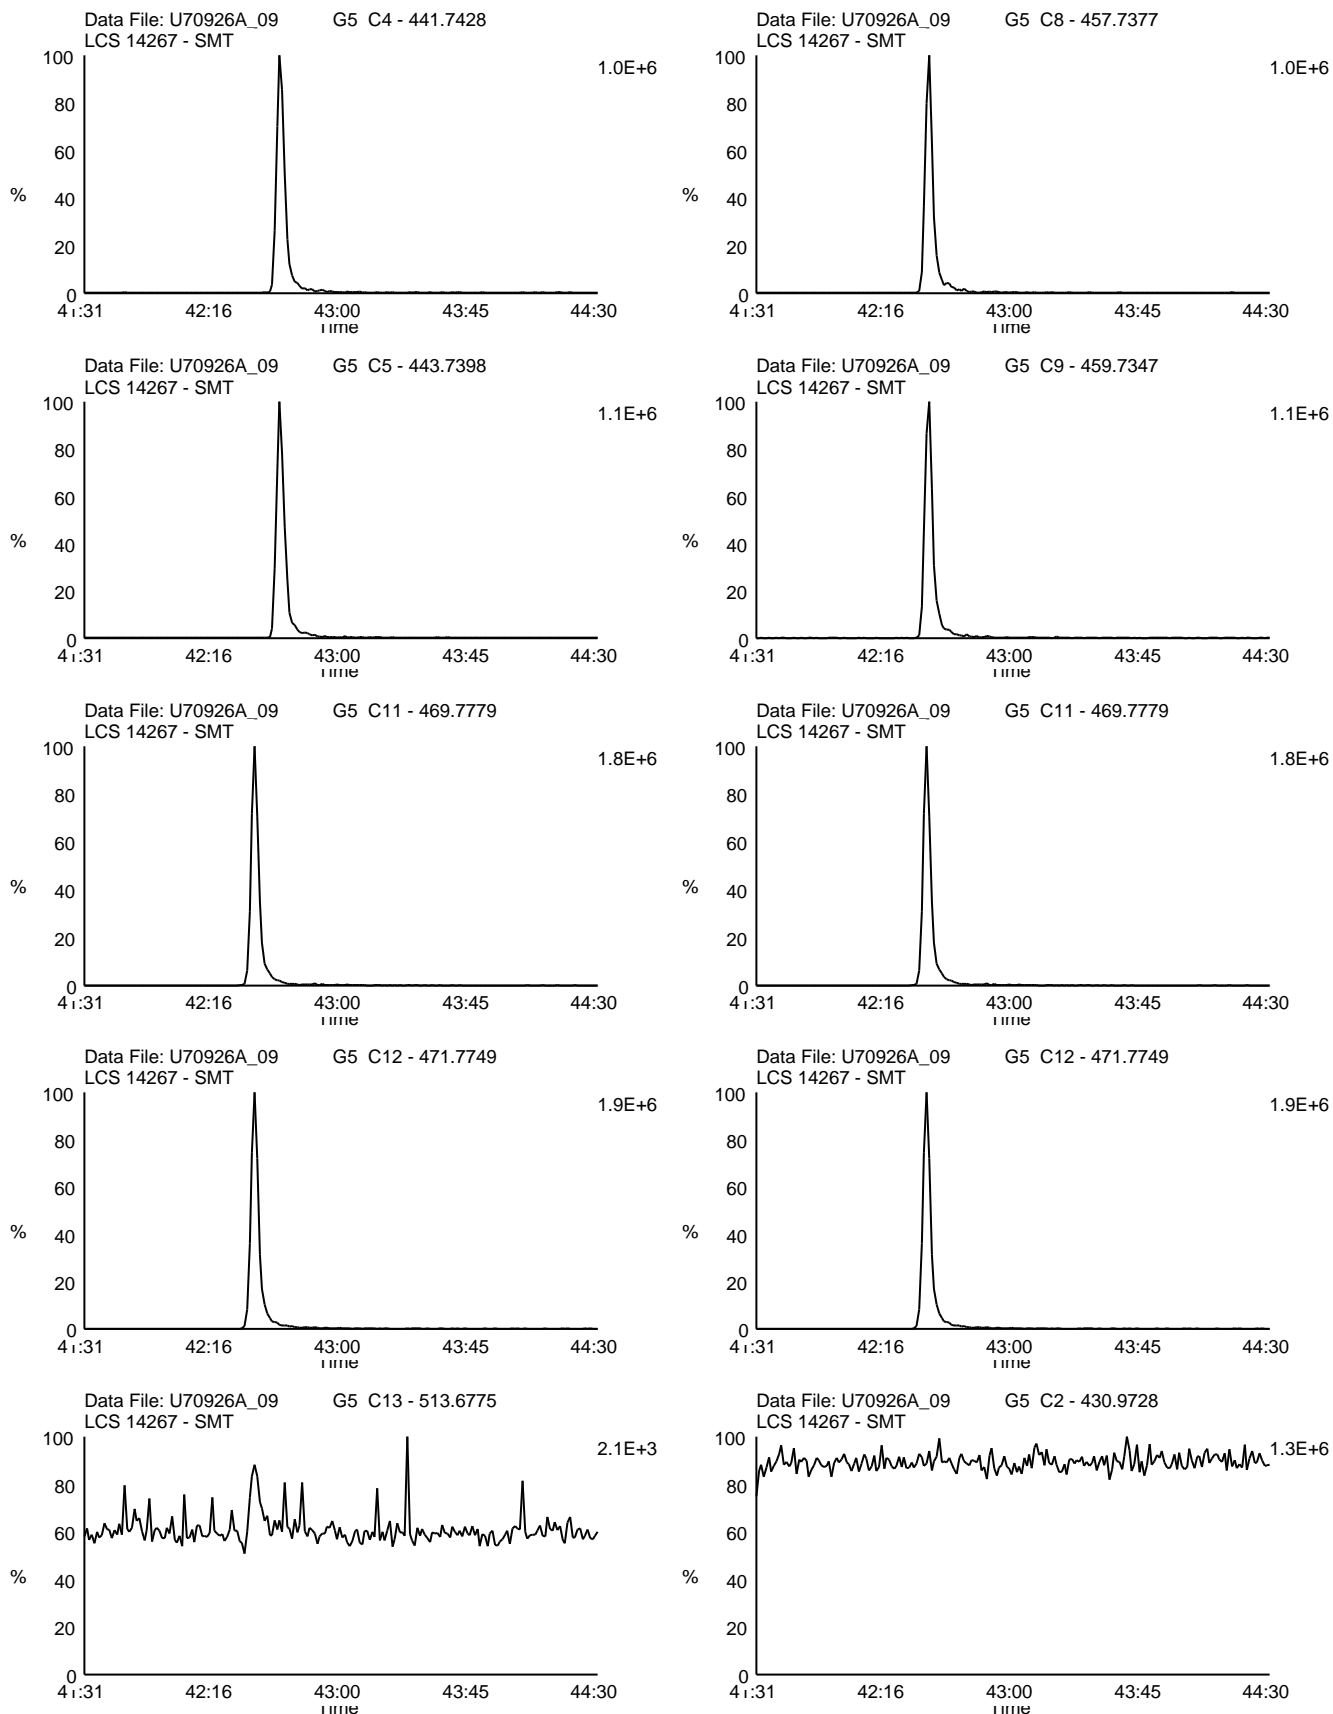 Data File: U70926A_09 G5 C4 - 441.7428
LCS 14267 - SMT
100
1.0E+6
80
60
%
40
20
0
41:31 42:16 43:00 43:45 44:30
Time
Data File: U70926A_09 G5 C8 - 457.7377
LCS 14267 - SMT
100
1.0E+6
80
60
%
40
20
0
41:31 42:16 43:00 43:45 44:30
Time
Data File: U70926A_09 G5 C5 - 443.7398
LCS 14267 - SMT
100
1.1E+6
80
60
%
40
20
0
41:31 42:16 43:00 43:45 44:30
Time
Data File: U70926A_09 G5 C9 - 459.7347
LCS 14267 - SMT
100
1.1E+6
80
60
%
40
20
0
41:31 42:16 43:00 43:45 44:30
Time
Data File: U70926A_09 G5 C11 - 469.7779
LCS 14267 - SMT
100
1.8E+6
80
60
%
40
20
0
41:31 42:16 43:00 43:45 44:30
Time
Data File: U70926A_09 G5 C11 - 469.7779
LCS 14267 - SMT
100
1.8E+6
80
60
%
40
20
0
41:31 42:16 43:00 43:45 44:30
Time
Data File: U70926A_09 G5 C12 - 471.7749
LCS 14267 - SMT
100
1.9E+6
80
60
%
40
20
0
41:31 42:16 43:00 43:45 44:30
Time
Data File: U70926A_09 G5 C12 - 471.7749
LCS 14267 - SMT
100
1.9E+6
80
60
%
40
20
0
41:31 42:16 43:00 43:45 44:30
Time
Data File: U70926A_09 G5 C13 - 513.6775
LCS 14267 - SMT
100
2.1E+3
80
60
%
40
20
0
41:31 42:16 43:00 43:45 44:30
Time
Data File: U70926A_09 G5 C2 - 430.9728
LCS 14267 - SMT
100
1.3E+6
80
60
%
40
20
0
41:31 42:16 43:00 43:45 44:30
Time